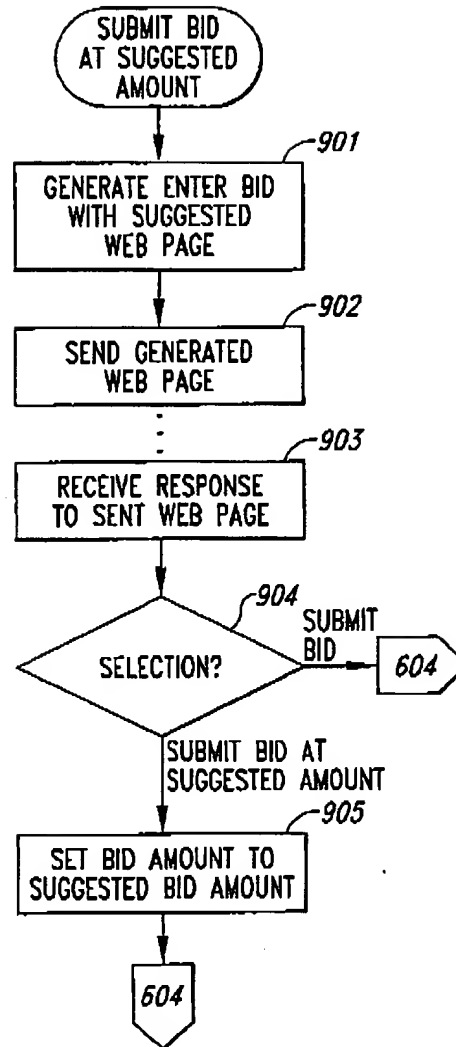 SUBMIT BID
AT SUGGESTED
AMOUNT
901
GENERATE ENTER BID
WITH SUGGESTED
WEB PAGE
902
SEND GENERATED
WEB PAGE
903
RECEIVE RESPONSE
TO SENT WEB PAGE
904
SELECTION?
SUBMIT
BID
604
SUBMIT BID AT
SUGGESTED AMOUNT
905
SET BID AMOUNT TO
SUGGESTED BID AMOUNT
604